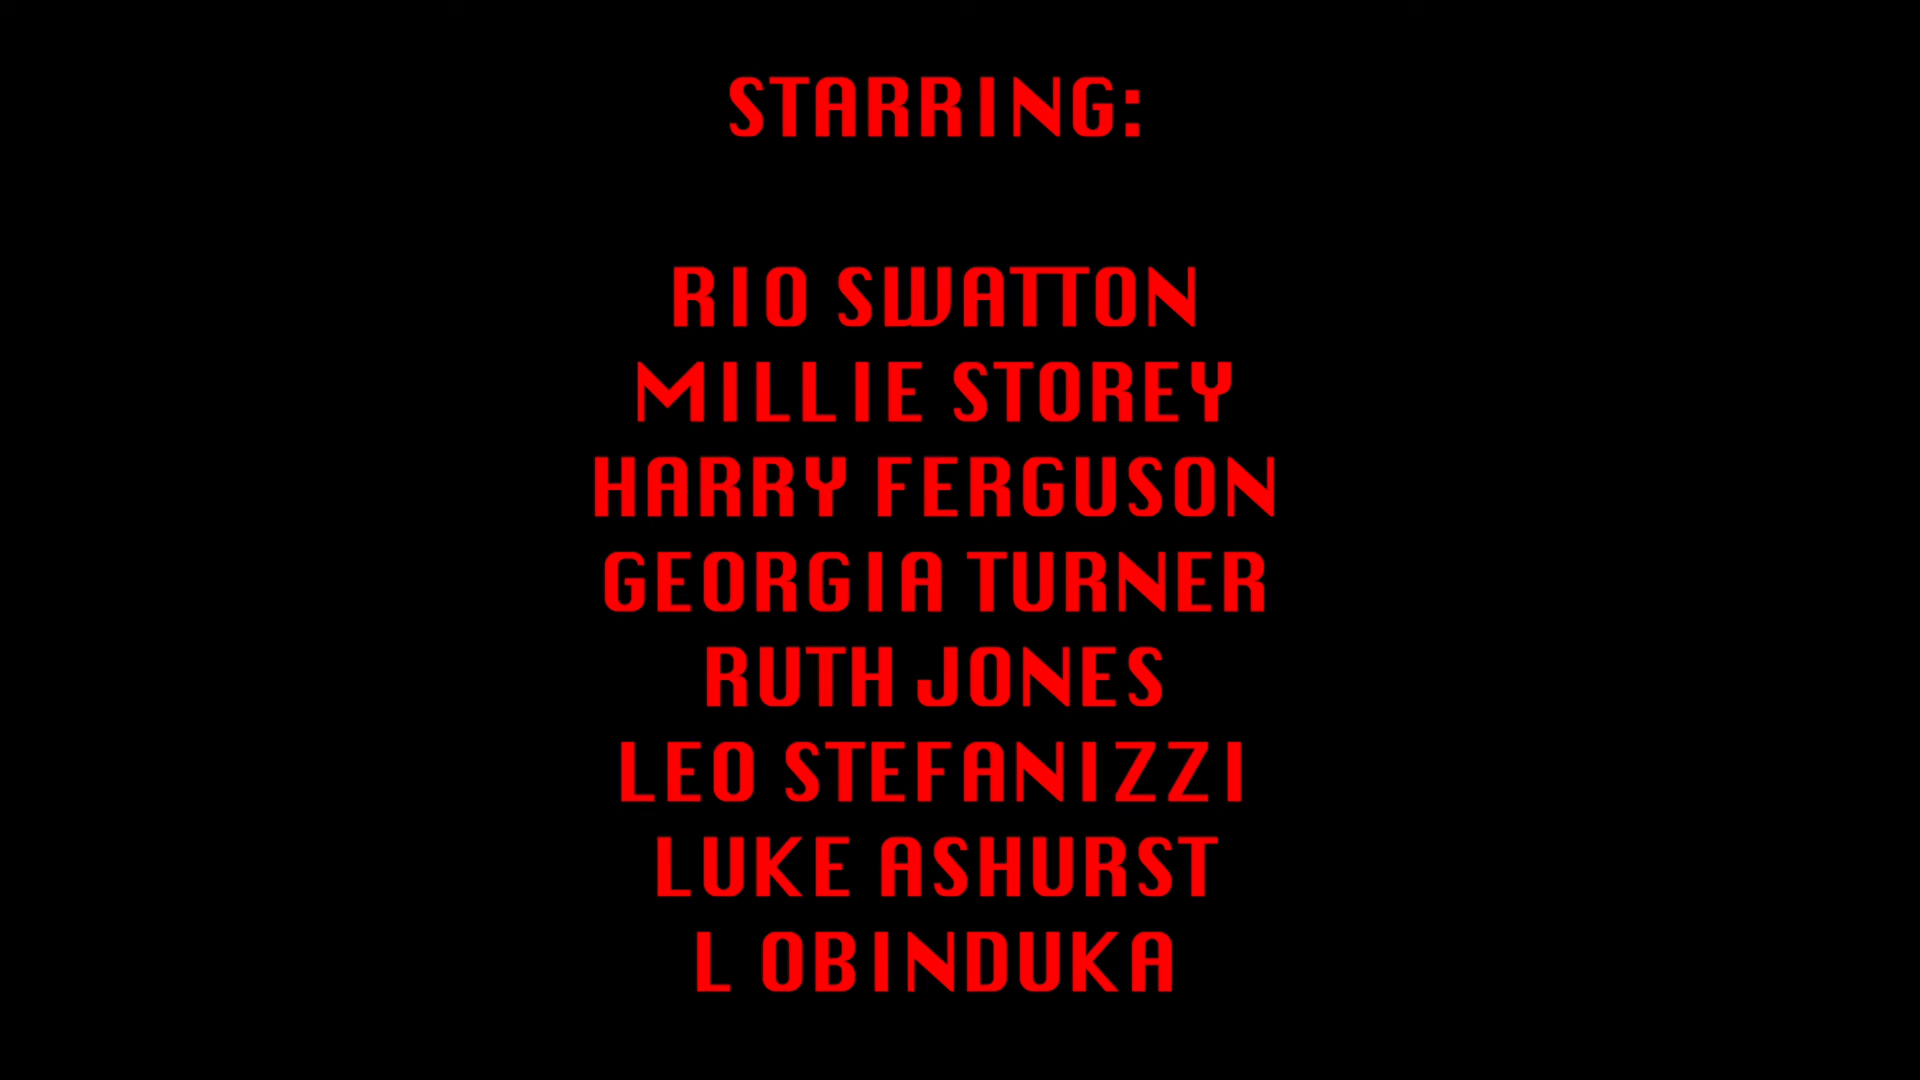 STARRING:
RIO SWATTON
MILLIE STOREY
HARRY FERGUSON
GEORGIA TURNER
RUTH JONES
LEO STEFANIZZI
LUKE ASHURST
L OBINDUKA